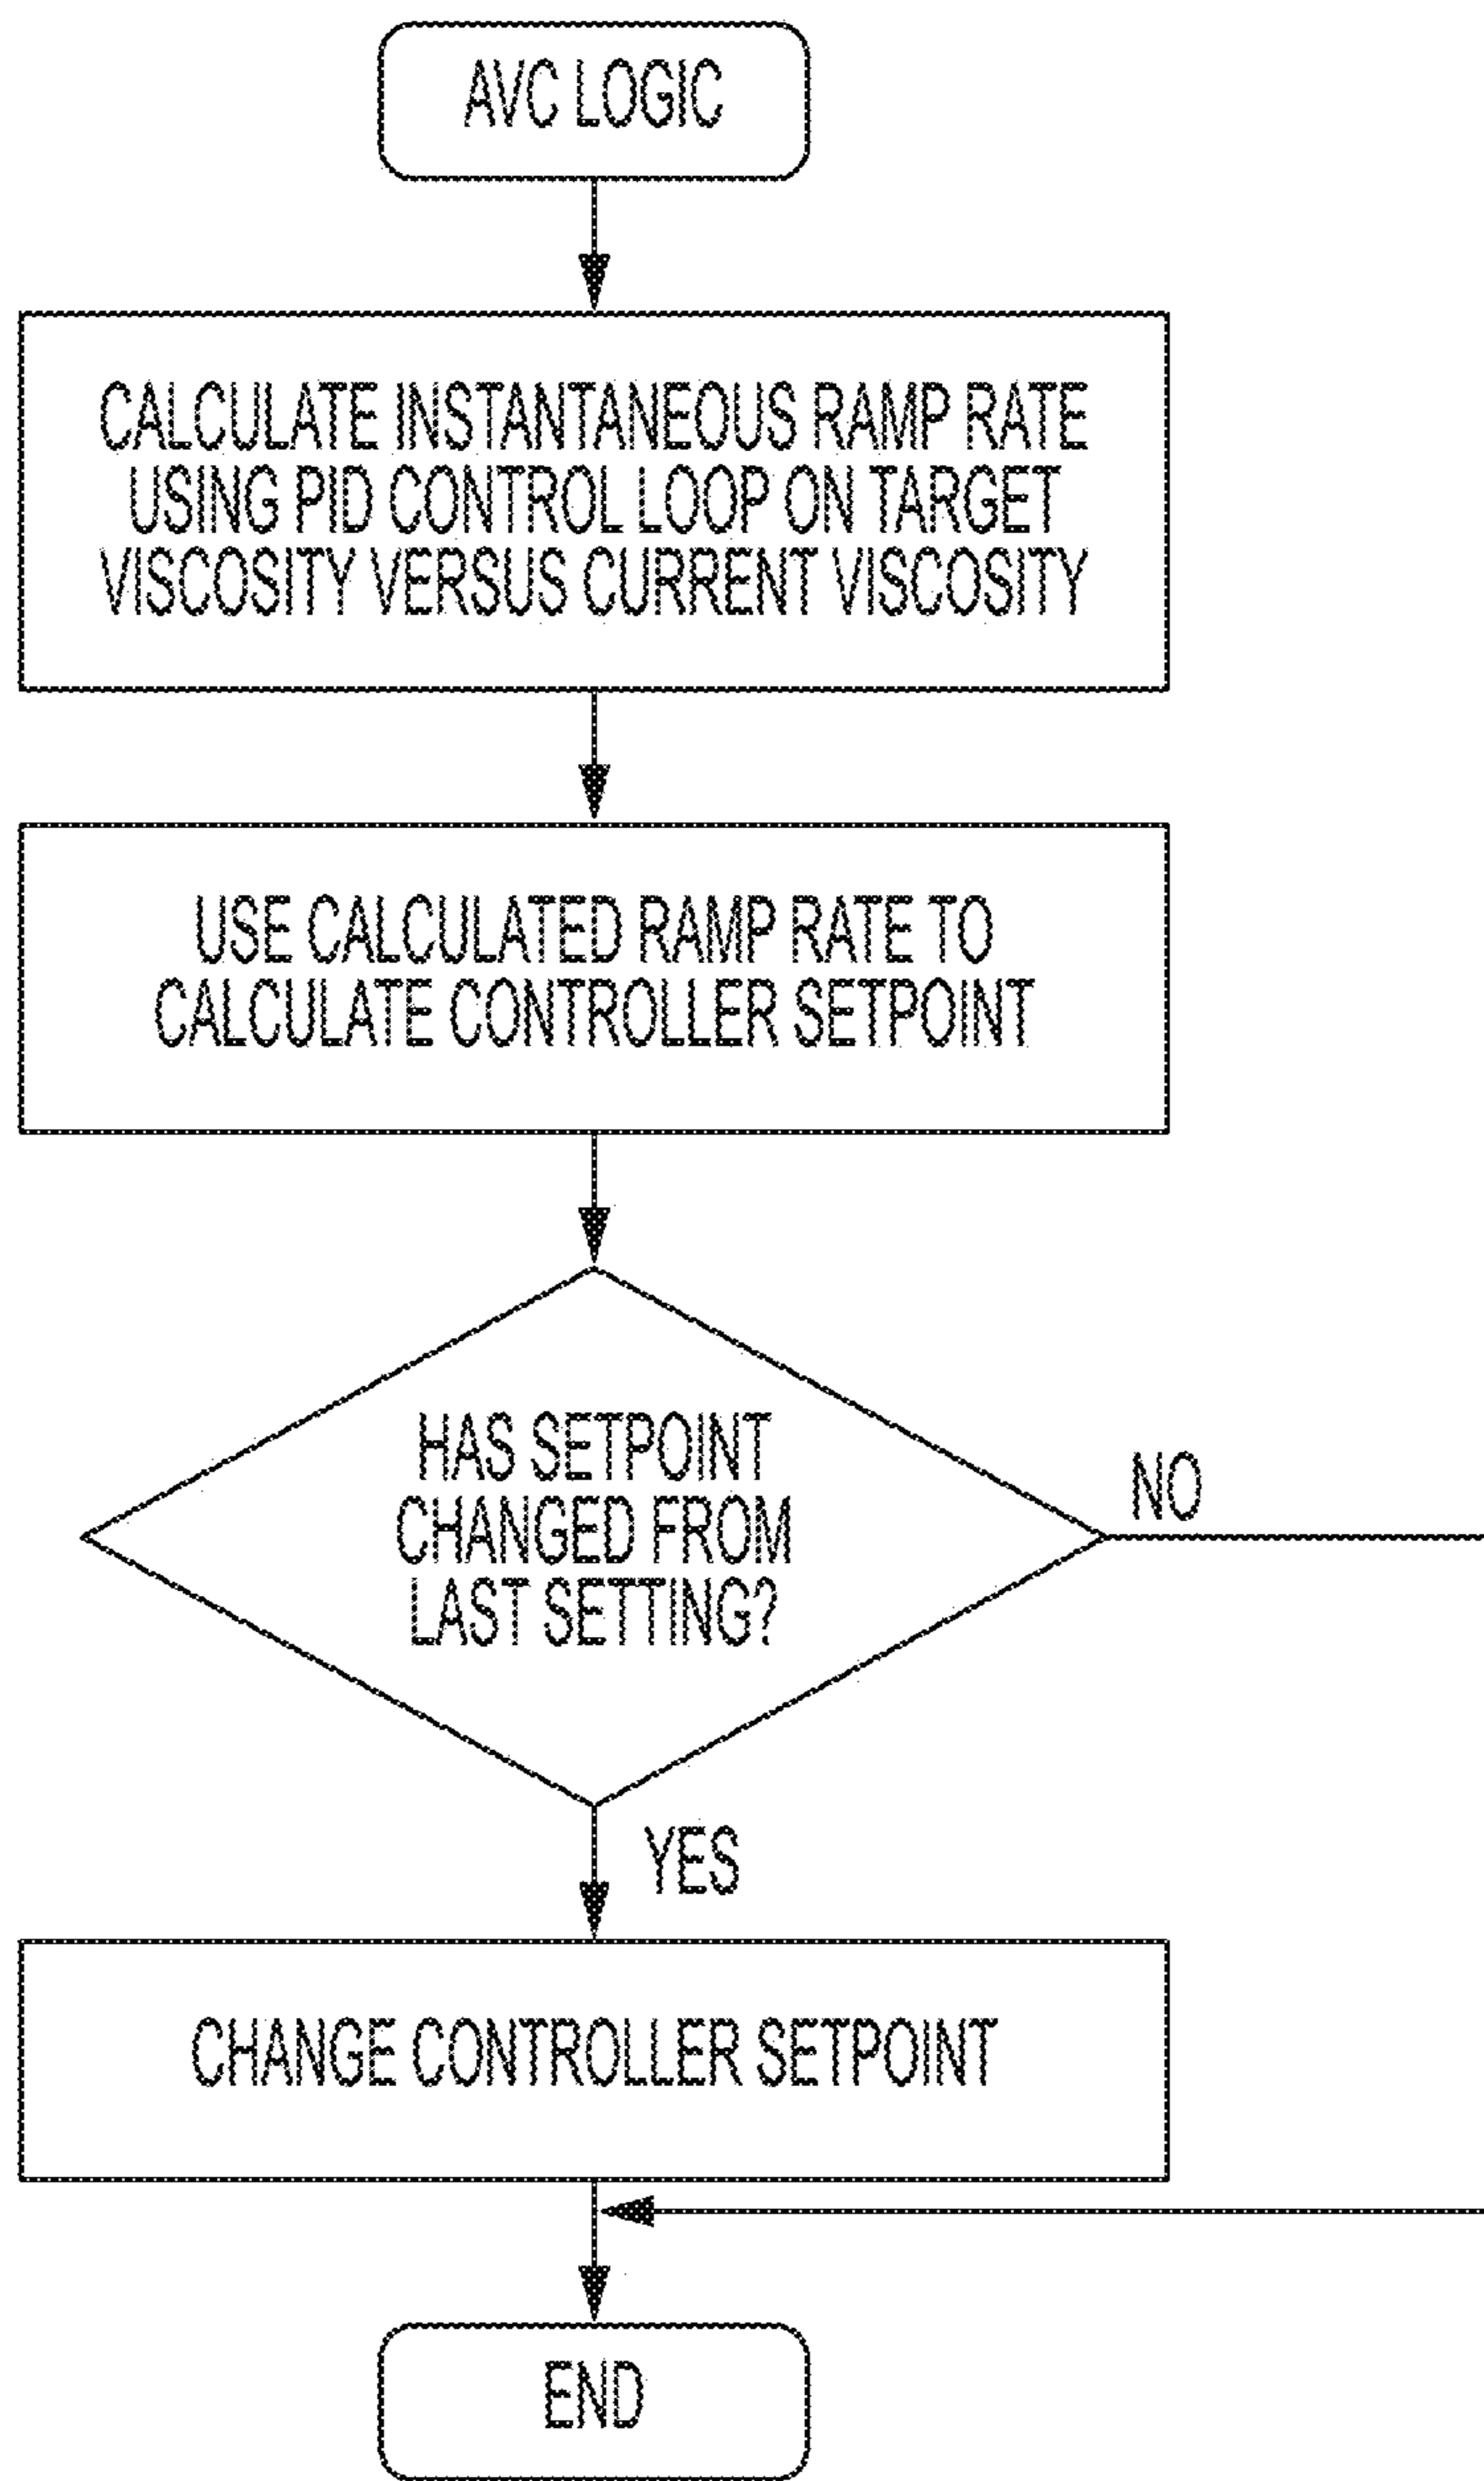 AVC LOGIC
CALCULATE INSTANTANEOUS RAMP RATE
USING PID CONTROL LOOP ON TARGET
VISCOSITY VERSUS CURRENT VISCOSITY
USE CALCULATED RAMP RATE TO
CALCULATE CONTROLLER SETPOINT
HAS SETPOINT
CHANGED FROM
LAST SETTING?
NO
YES
CHANGE CONTROLLER SETPOINT
END